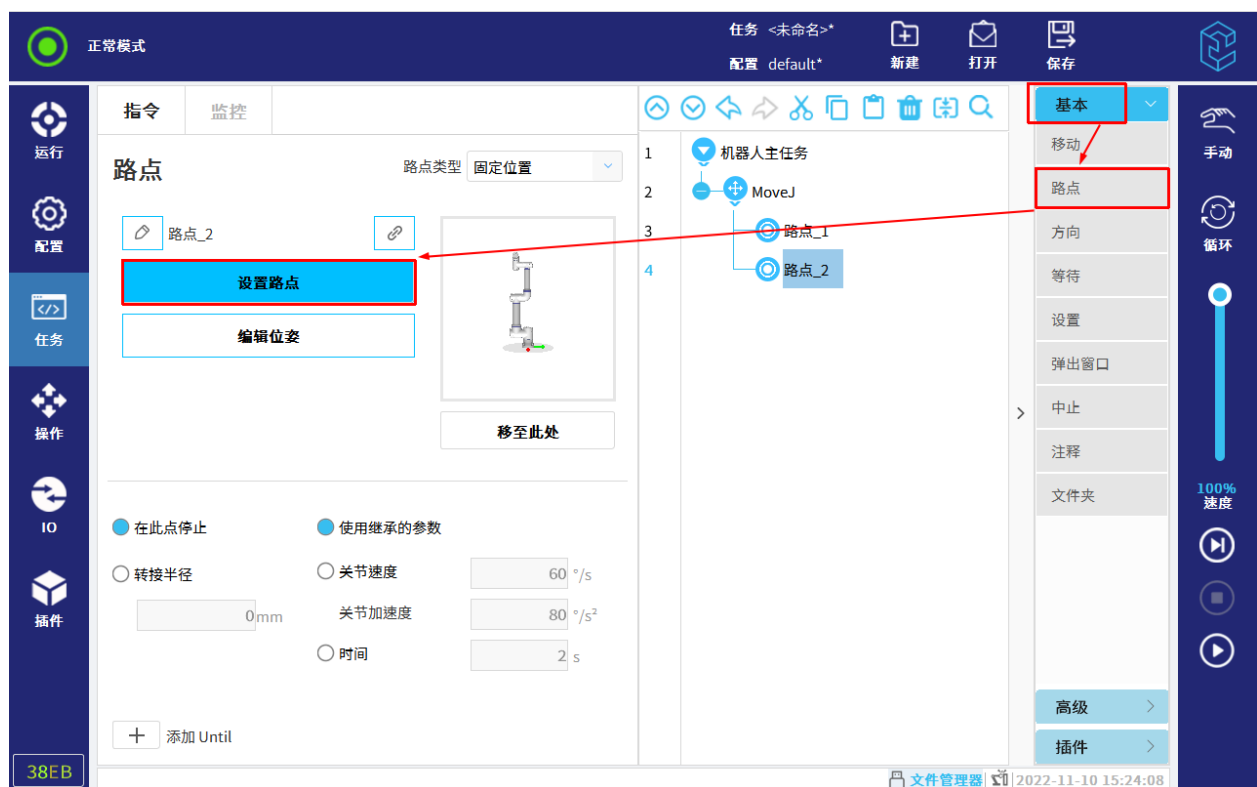 正常模式
任务 <未命名>*
配置 default*
新建
打开
保存
运行
配置
任务
操作
IO
插件
38EB
指令
监控
路点
路点类型 固定位置
路点_2
设置路点
编辑位姿
移至此处
在此点停止
使用继承的参数
转接半径
关节速度 60 °/s
0mm
关节加速度 80 °/s²
时间 2 s
添加 Until
1 机器人主任务
2 MoveJ
3 路点_1
4 路点_2
基本
移动
路点
方向
等待
设置
弹出窗口
中止
注释
文件夹
高级
插件
手动
循环
100%
速度
文件管理器
2022-11-10 15:24:08